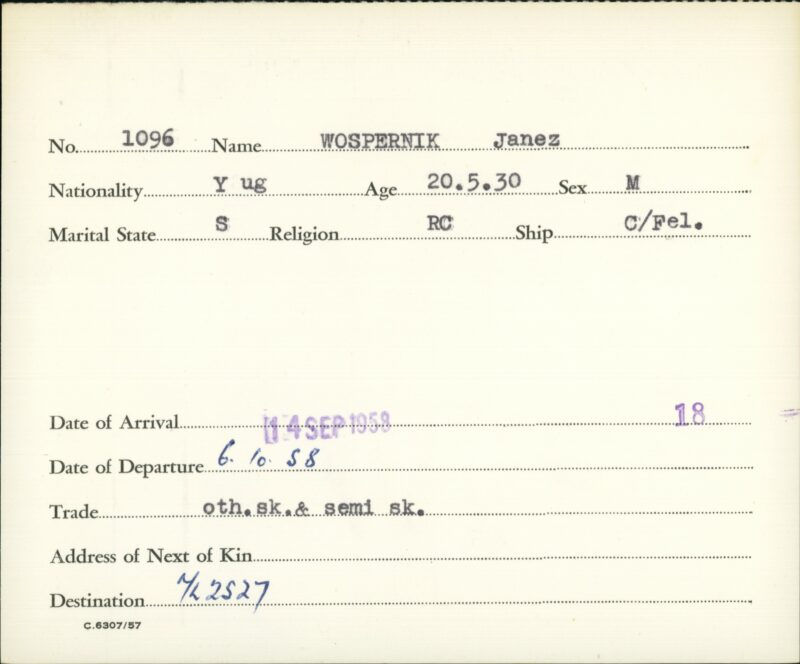 No. 1096 Name WOSPERNIK Janez
Nationality Y ug Age 20.5.30 Sex M
Marital State S Religion RC Ship C/Fel.
Date of Arrival 14 SEP 1958 18
Date of Departure 6. 10. 58
Trade oth.sk.& semi sk.
Address of Next of Kin
Destination 2527
C.6307/57